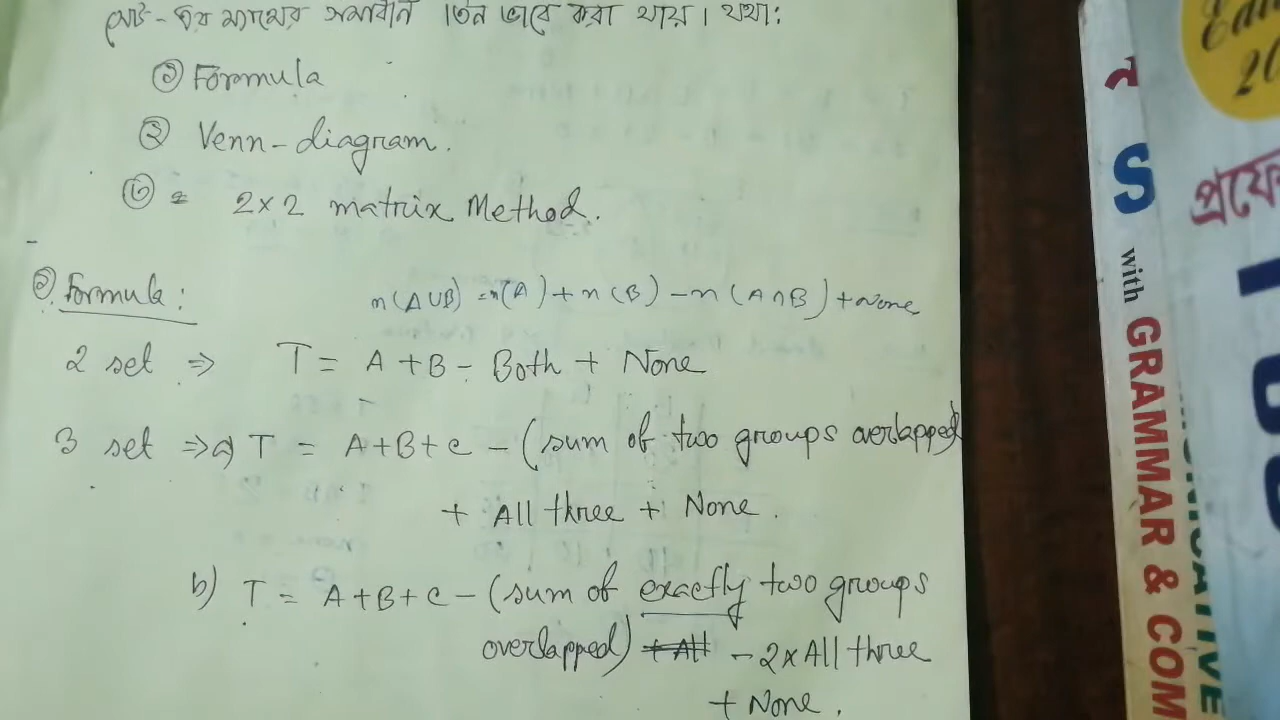 সেট-এর ম্যাথের সমাধান তিন ভাবে করা যায়। যথা:
① Formula
② Venn-diagram.
③ 2×2 matrix Method.
① Formula:
n(A∪B) = n(A) + n(B) - n(A∩B) + None
2 set ⇒ T = A + B - Both + None
3 set ⇒ a) T = A+B+C - (sum of two groups overlapped)
+ All three + None.
b) T = A+B+C - (sum of exactly two groups
overlapped) - 2×All three
+ None.
S with GRAMMAR & COM
প্রফে